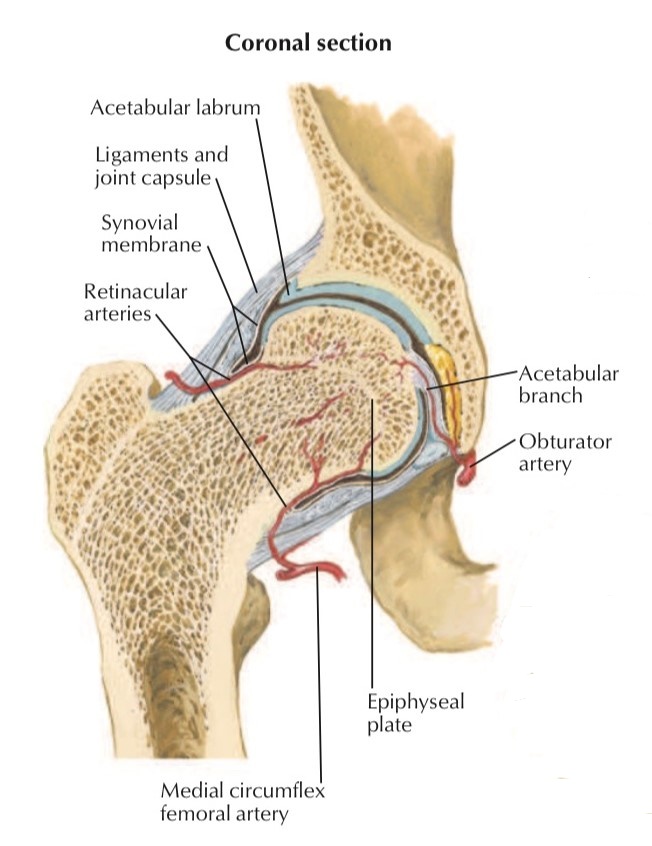 Coronal section
Acetabular labrum
Ligaments and
joint capsule
Synovial
membrane
Retinacular
arteries
Acetabular
branch
Obturator
artery
Epiphyseal
plate
Medial circumflex
femoral artery